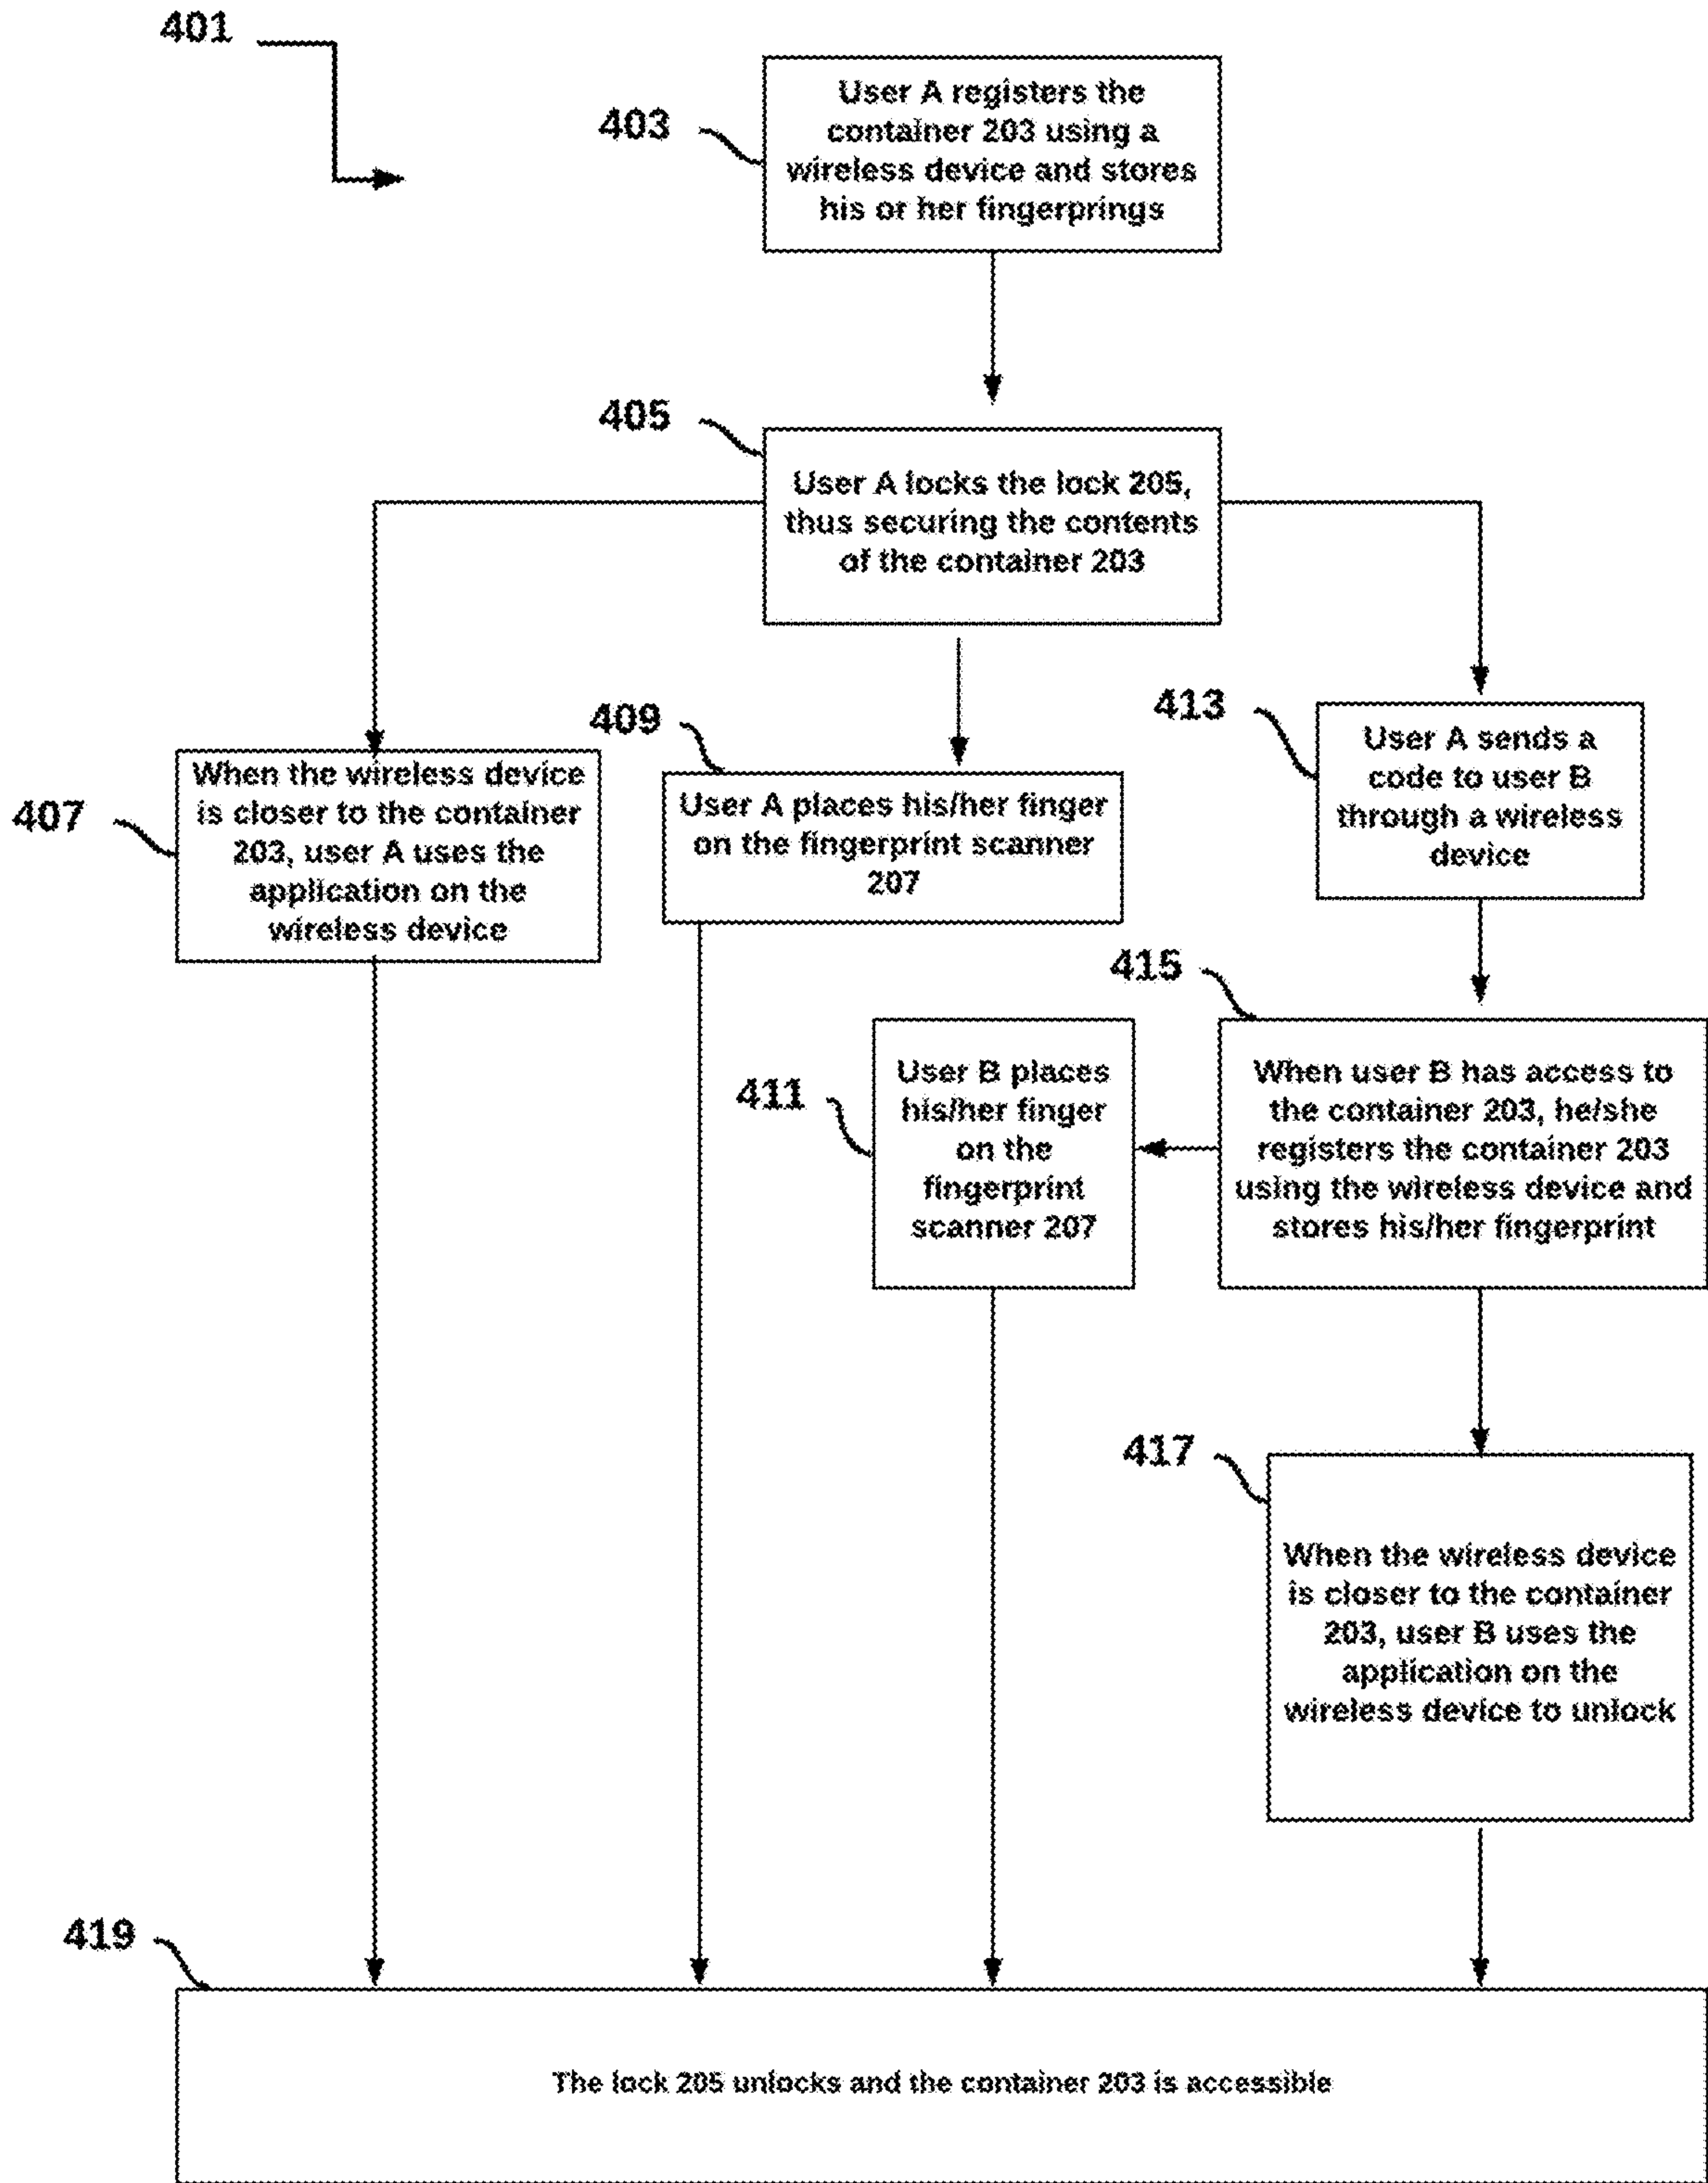 401
403
User A registers the
container 203 using a
wireless device and stores
his or her fingerprings
405
User A locks the lock 205,
thus securing the contents
of the container 203
407
When the wireless device
is closer to the container
203, user A uses the
application on the
wireless device
409
User A places his/her finger
on the fingerprint scanner
207
413
User A sends a
code to user B
through a wireless
device
415
When user B has access to
the container 203, he/she
registers the container 203
using the wireless device and
stores his/her fingerprint
411
User B places
his/her finger
on the
fingerprint
scanner 207
417
When the wireless device
is closer to the container
203, user B uses the
application on the
wireless device to unlock
419
The lock 205 unlocks and the container 203 is accessible